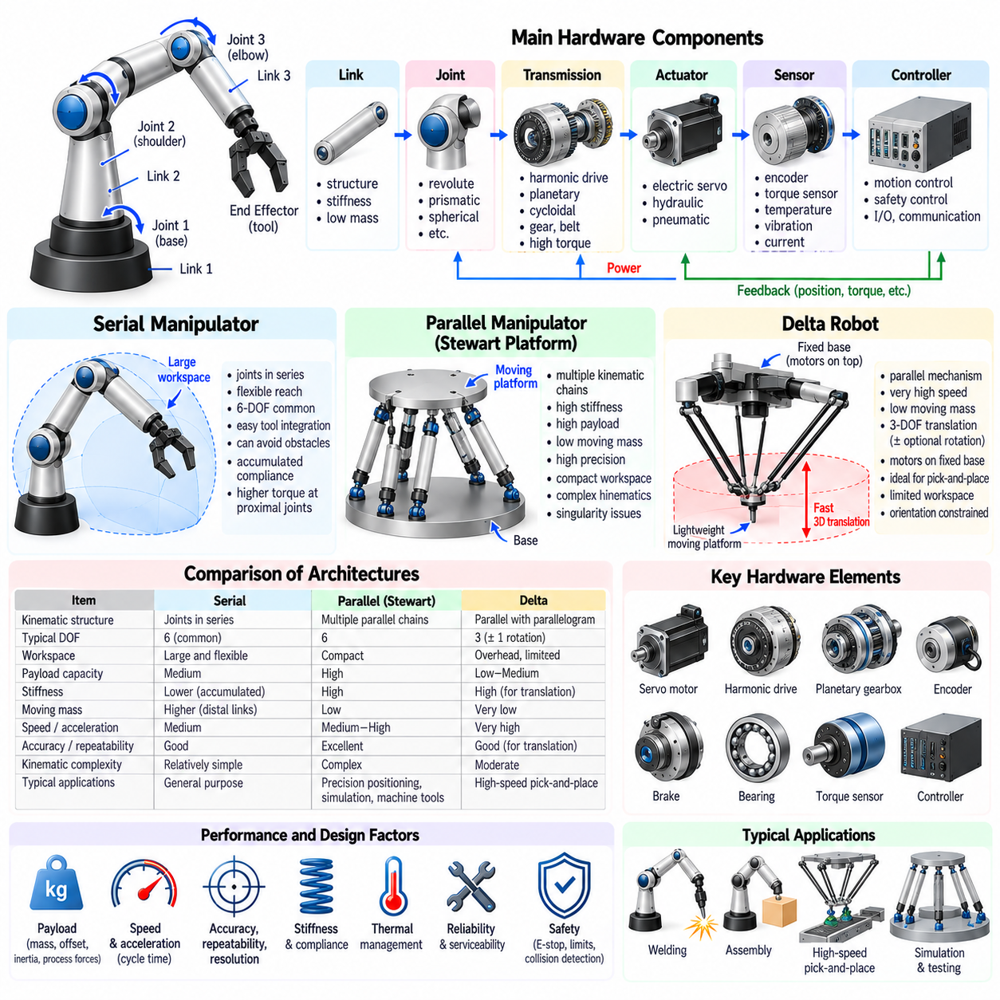 Joint 3
(elbow)
Link 3
Joint 2
(shoulder)
Link 2
End Effector
(tool)
Joint 1
(base)
Link 1
Main Hardware Components
Link
• structure
• stiffness
• low mass
Joint
• revolute
• prismatic
• spherical
• etc.
Transmission
• harmonic drive
• planetary
• cycloidal
• gear, belt
• high torque
Actuator
• electric servo
• hydraulic
• pneumatic
Sensor
• encoder
• torque sensor
• temperature
• vibration
• current
Controller
• motion control
• safety control
• I/O, communication
Power
Feedback (position, torque, etc.)
Serial Manipulator
Large
workspace
• joints in series
• flexible reach
• 6-DOF common
• easy tool integration
• can avoid obstacles
• accumulated
compliance
• higher torque at
proximal joints
Parallel Manipulator
(Stewart Platform)
Moving
platform
Base
• multiple kinematic
chains
• high stiffness
• high payload
• low moving mass
• high precision
• compact workspace
• complex hinematics
• singularity issues
Delta Robot
Fixed base
(motors on top)
Fast
3D translation
Lightweight
moving platform
• parallel mechanism
• very high speed
• low moving mass
• 3-DOF translation
(± optional rotation)
• motors on fixed base
• ideal for pick-and-place
• limited workspace
• orientation constrained
Comparison of Architectures
Item Serial Parallel (Stewart) Delta
Kinematic structure Joints in series Multiple parallel chains Parallel with parallelogram
Typical DOF 6 (common) 6 3 (± 1 rotation)
Workspace Large and flexible Compact Overhead, limiteed
Payload capacity Medium High Low–Medium
Stiffness Lower (accumulated) High High (for translation)
Moving mass Higher (distal links) Low Very low
Speed / acceleration Medium Medium–High Very high
Accuracy / repeatability Good Excellent Good (for translation)
Kinematic complexity Relatively simple Complex Moderate
Typical applications General purpose Precision positioning, High-speed pick-and-place
simulation, machine tools
Key Hardware Elements
Servo motor
Harmonic drive
Planetary gearbox
Encoder
Brake
Bearing
Torque sensor
Controller
Performance and Design Factors
kg
Payload
(mass, offset,
inertia, process forces)
Speed
& acceleration
(cycle time)
Accuracy,
repeatability,
resolution
Stiffness
& compliance
Thermal
management
Reliability
& serviceability
Safety
(E-stop, limits,
collision detection)
Typical Applications
Welding
Assembly
High-speed
pick-and-place
Simulation
& testing